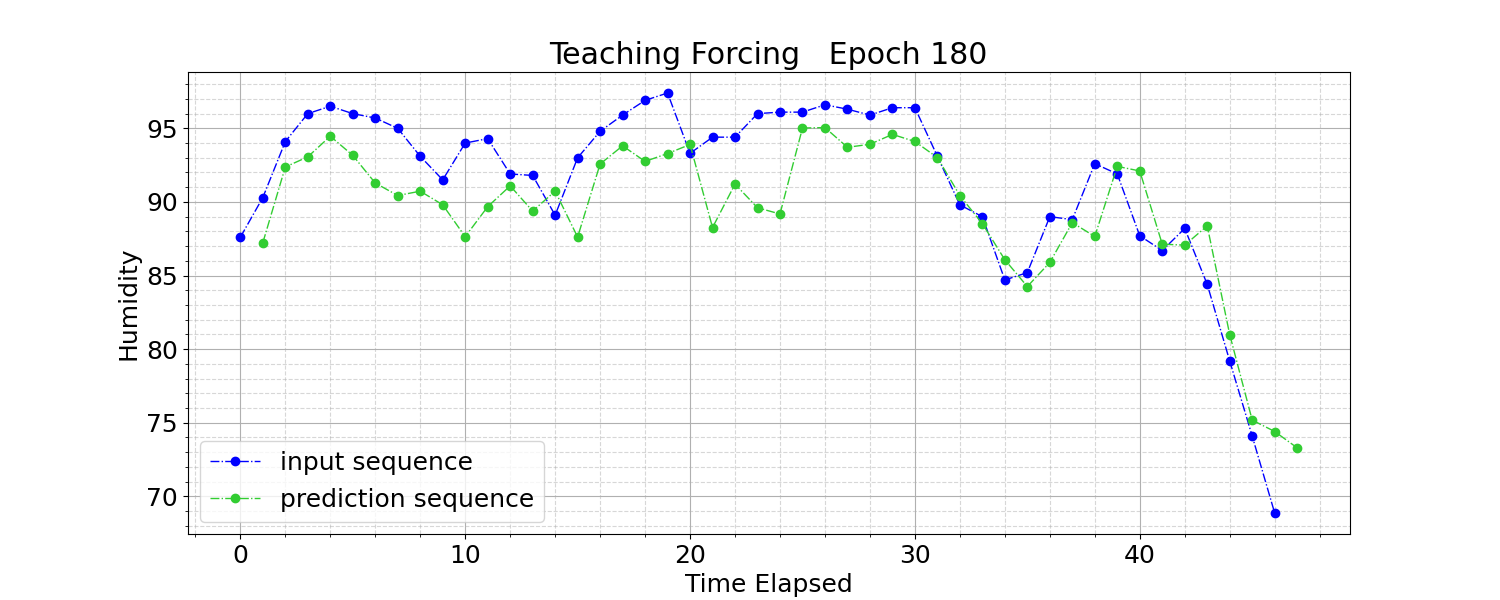 Teaching Forcing   Epoch 180
Humidity
95
90
85
80
75
70
input sequence
prediction sequence
0 10 20 30 40
Time Elapsed